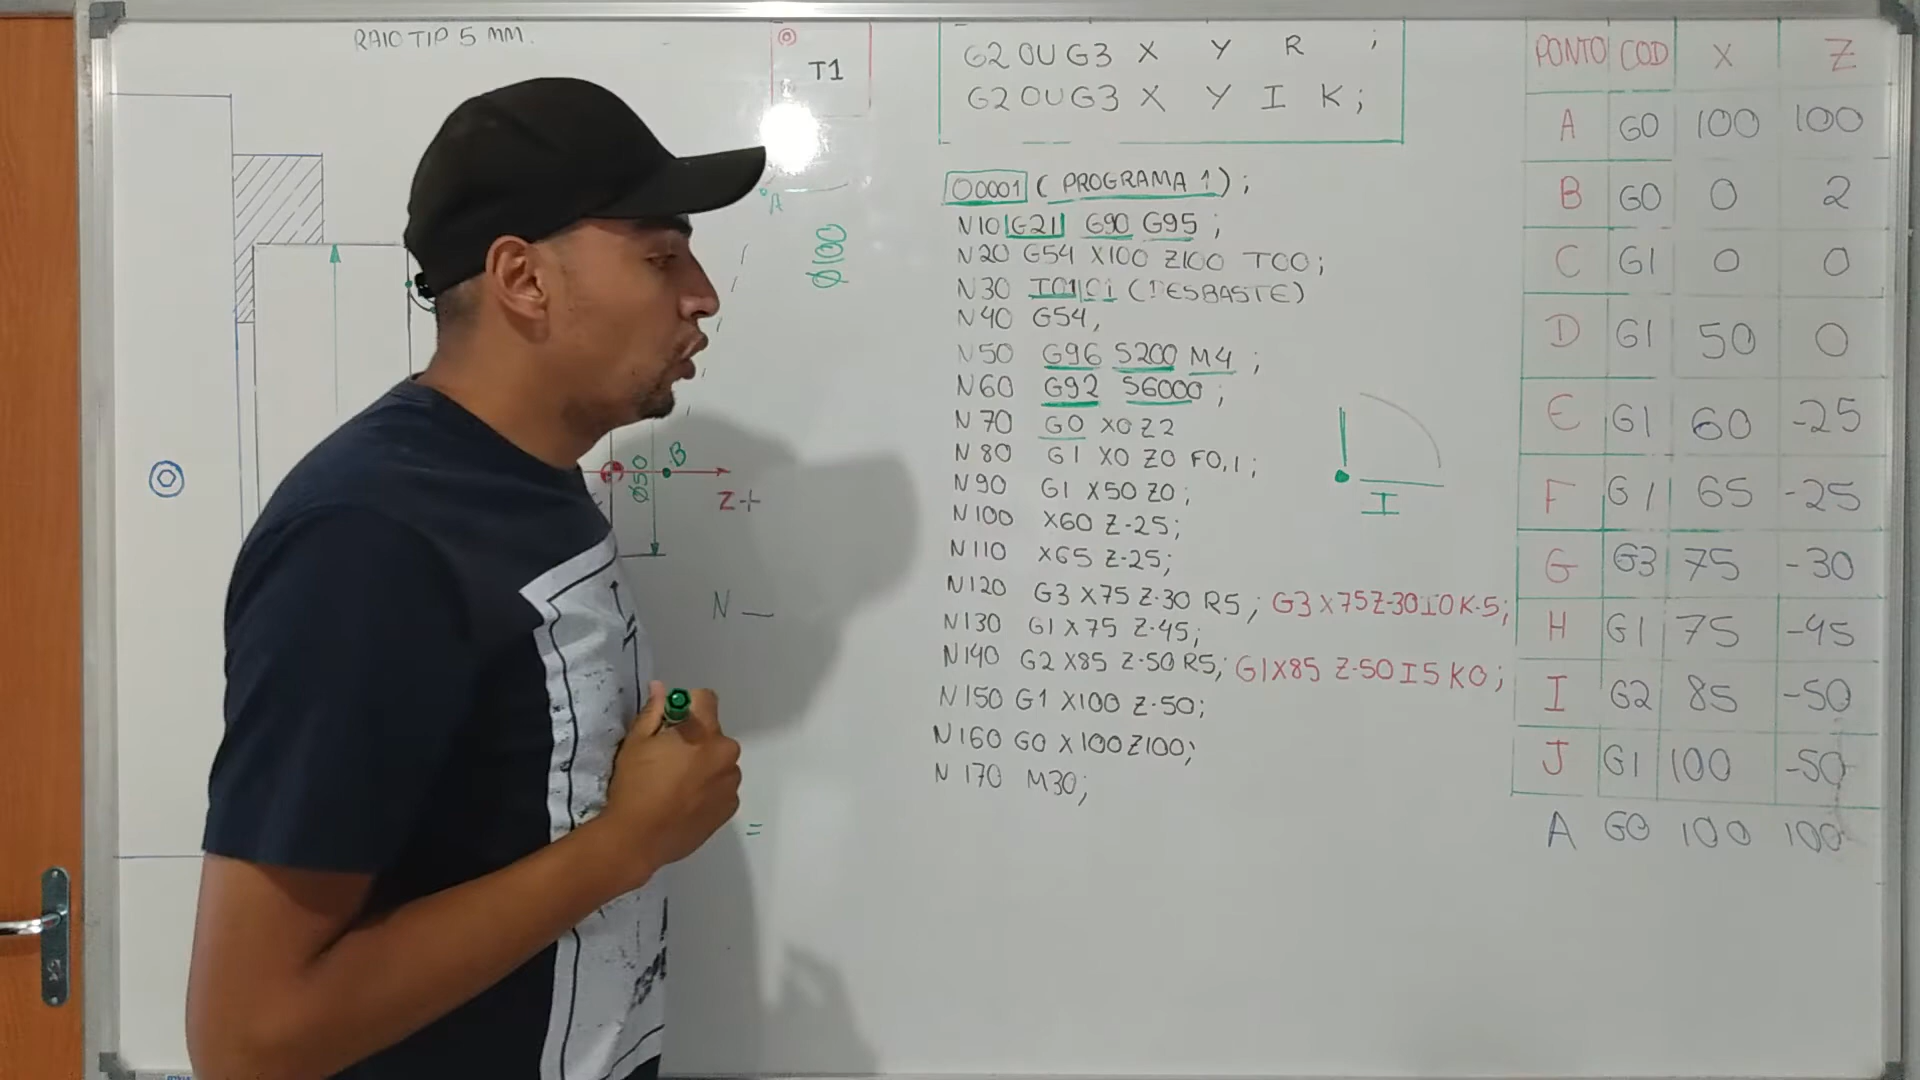 RAIO TIP 5 MM.
T1
A
Ø100
Ø50
B
Z+
N —
=
G2 OU G3 X Y R ;
G2 OU G3 X Y I K;
O0001 ( PROGRAMA 1 ) ;
N10 G21 G90 G95 ;
N20 G54 X100 Z100 T00;
N30 T0101 (DESBASTE)
N40 G54,
N50 G96 S200 M4 ;
N60 G92 S6000 ;
N70 G0 X0 Z2
N80 G1 X0 Z0 F0,1;
N90 G1 X50 Z0;
N100 X60 Z-25;
N110 X65 Z-25;
N120 G3 X75 Z-30 R5; G3 X75 Z-30 I0 K-5;
N130 G1 X75 Z-45;
N140 G2 X85 Z-50 R5; G1X85 Z-50 I5 K0;
N150 G1 X100 Z-50;
N160 G0 X100 Z100;
N170 M30;
I
PONTO COD X Z
A G0 100 100
B G0 0 2
C G1 0 0
D G1 50 0
E G1 60 -25
F G1 65 -25
G G3 75 -30
H G1 75 -45
I G2 85 -50
J G1 100 -50
A G0 100 100